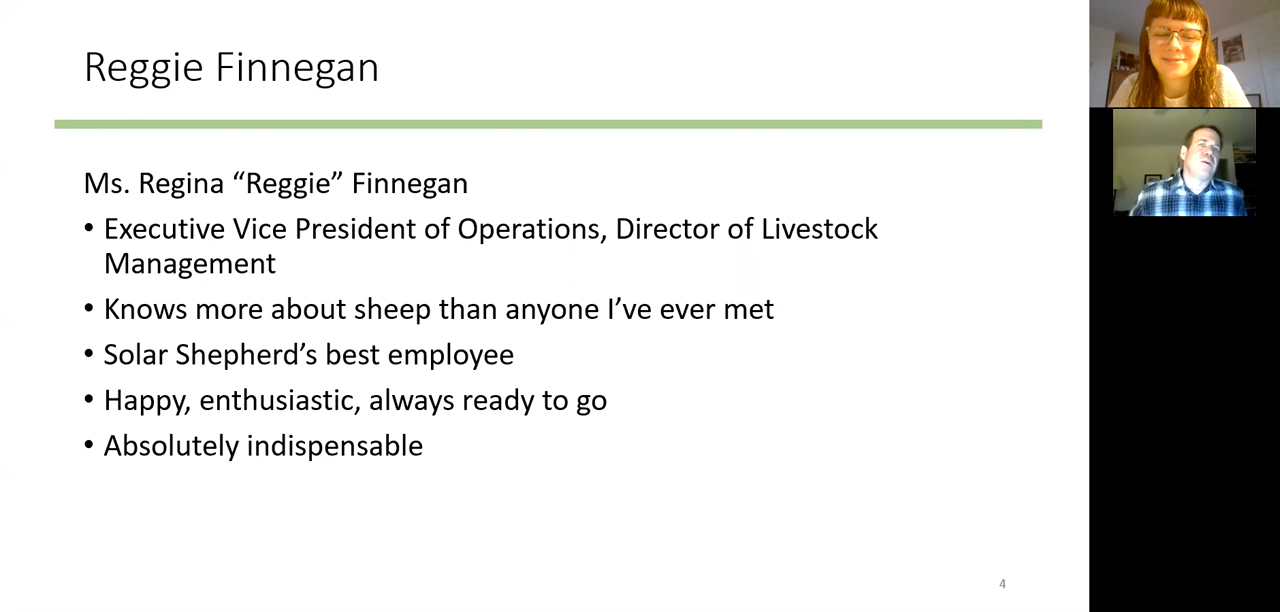 Reggie Finnegan
Ms. Regina “Reggie” Finnegan
• Executive Vice President of Operations, Director of Livestock
Management
• Knows more about sheep than anyone I’ve ever met
• Solar Shepherd’s best employee
• Happy, enthusiastic, always ready to go
• Absolutely indispensable
4